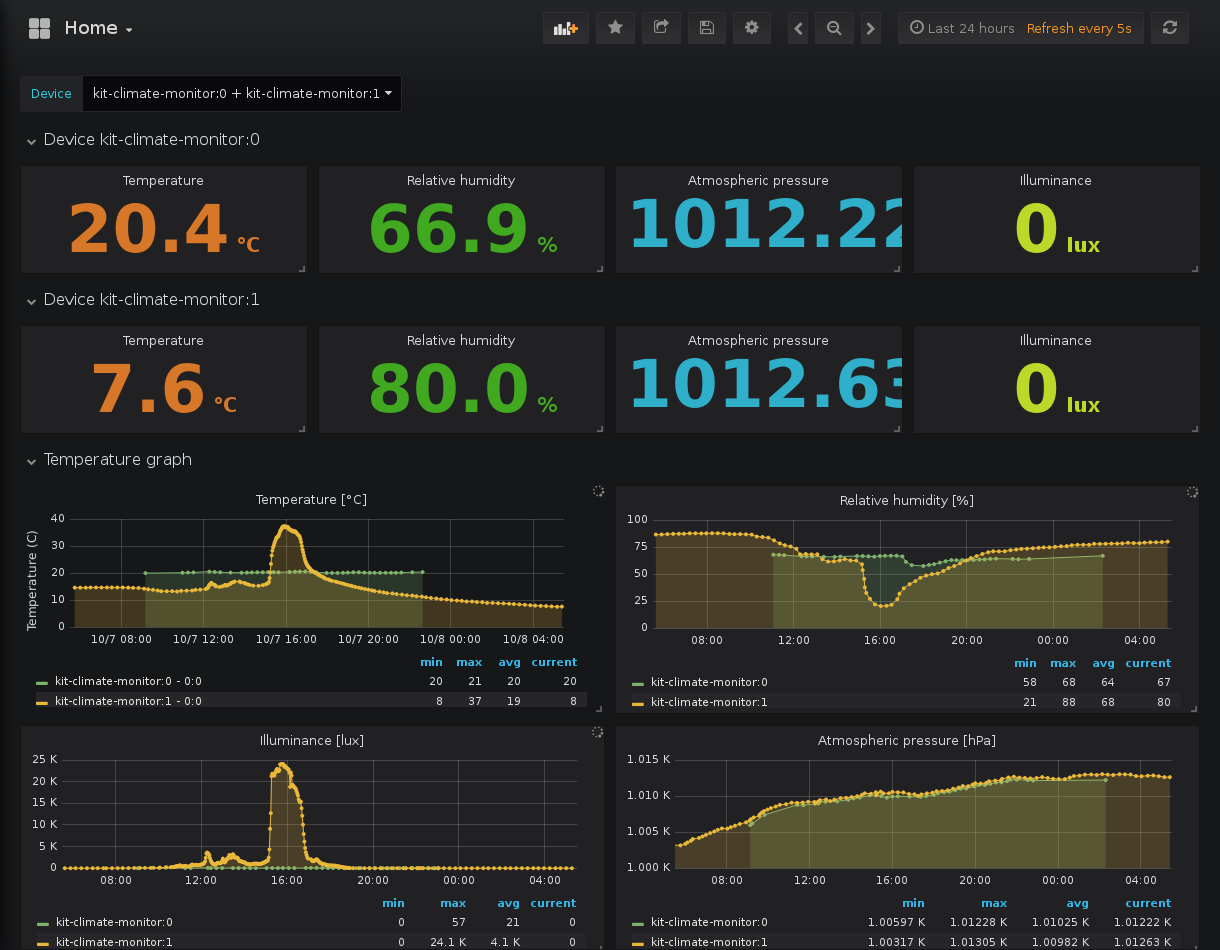 Home
Last 24 hours Refresh every 5s
Device kit-climate-monitor:0 + kit-climate-monitor:1
Device kit-climate-monitor:0
Temperature Relative humidity Atmospheric pressure Illuminance
20.4 °C 66.9 % 1012.22 0 lux
Device kit-climate-monitor:1
Temperature Relative humidity Atmospheric pressure Illuminance
7.6 °C 80.0 % 1012.63 0 lux
Temperature graph
Temperature [°C]
Temperature (C)
40
30
20
10
0
10/7 08:00 10/7 12:00 10/7 16:00 10/7 20:00 10/8 00:00 10/8 04:00
min max avg current
kit-climate-monitor:0 - 0:0 20 21 20 20
kit-climate-monitor:1 - 0:0 8 37 19 8
Relative humidity [%]
100
75
50
25
0
08:00 12:00 16:00 20:00 00:00 04:00
min max avg current
kit-climate-monitor:0 58 68 64 67
kit-climate-monitor:1 21 88 68 80
Illuminance [lux]
25 K
20 K
15 K
10 K
5 K
0
08:00 12:00 16:00 20:00 00:00 04:00
min max avg current
kit-climate-monitor:0 0 57 21 0
kit-climate-monitor:1 0 24.1 K 4.1 K 0
Atmospheric pressure [hPa]
1.015 K
1.010 K
1.005 K
1.000 K
08:00 12:00 16:00 20:00 00:00 04:00
min max avg current
kit-climate-monitor:0 1.00597 K 1.01228 K 1.01025 K 1.01222 K
kit-climate-monitor:1 1.00317 K 1.01305 K 1.00982 K 1.01263 K